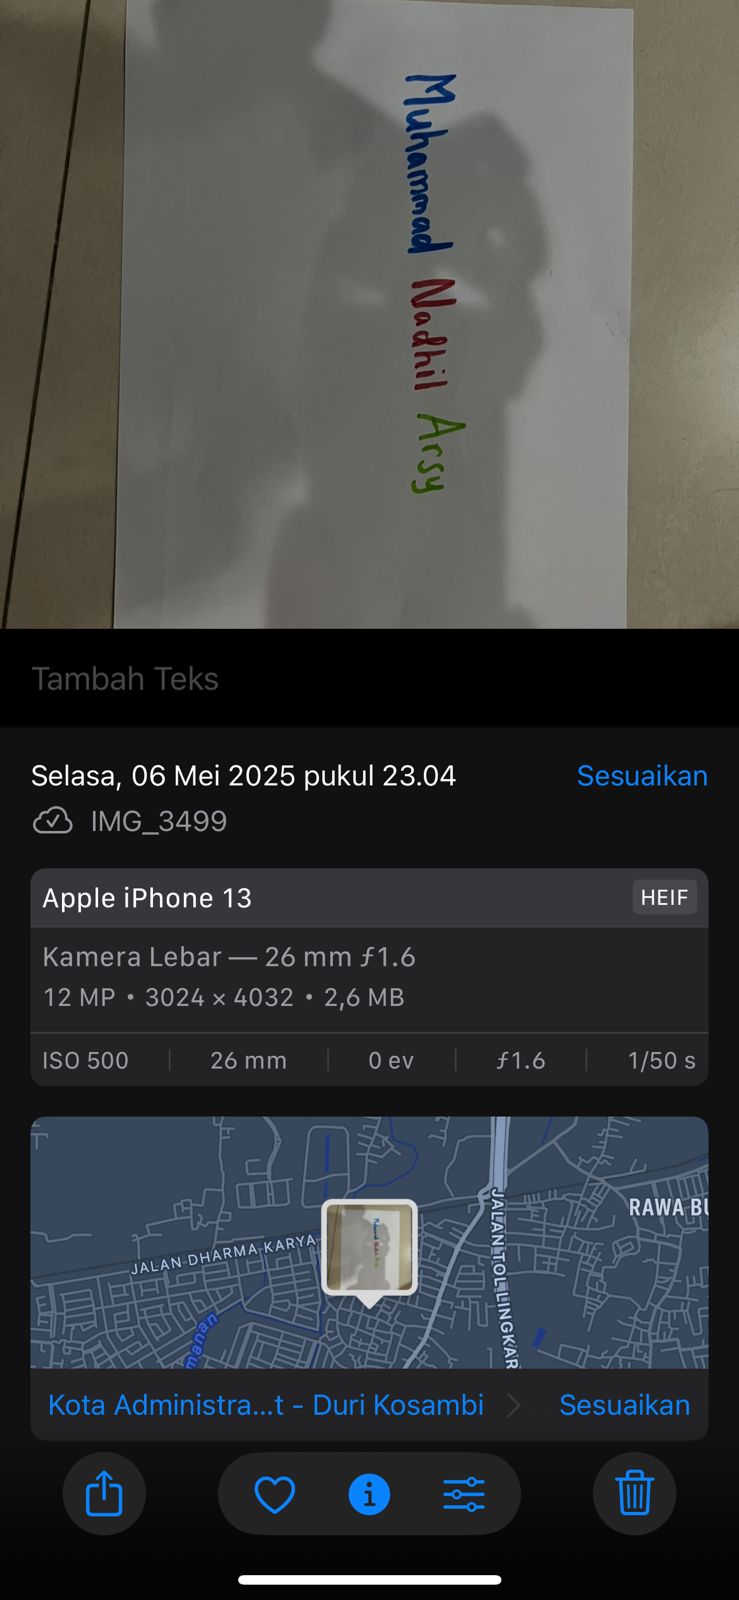 Muhammad Nadhil Arsy
Tambah Teks
Selasa, 06 Mei 2025 pukul 23.04
Sesuaikan
IMG_3499
Apple iPhone 13
HEIF
Kamera Lebar — 26 mm ƒ1.6
12 MP • 3024 × 4032 • 2,6 MB
ISO 500
26 mm
0 ev
ƒ1.6
1/50 s
RAWA BU
JALAN DHARMA KARYA
JALAN TOL LINGKAR
manan
Kota Administra...t - Duri Kosambi
Sesuaikan